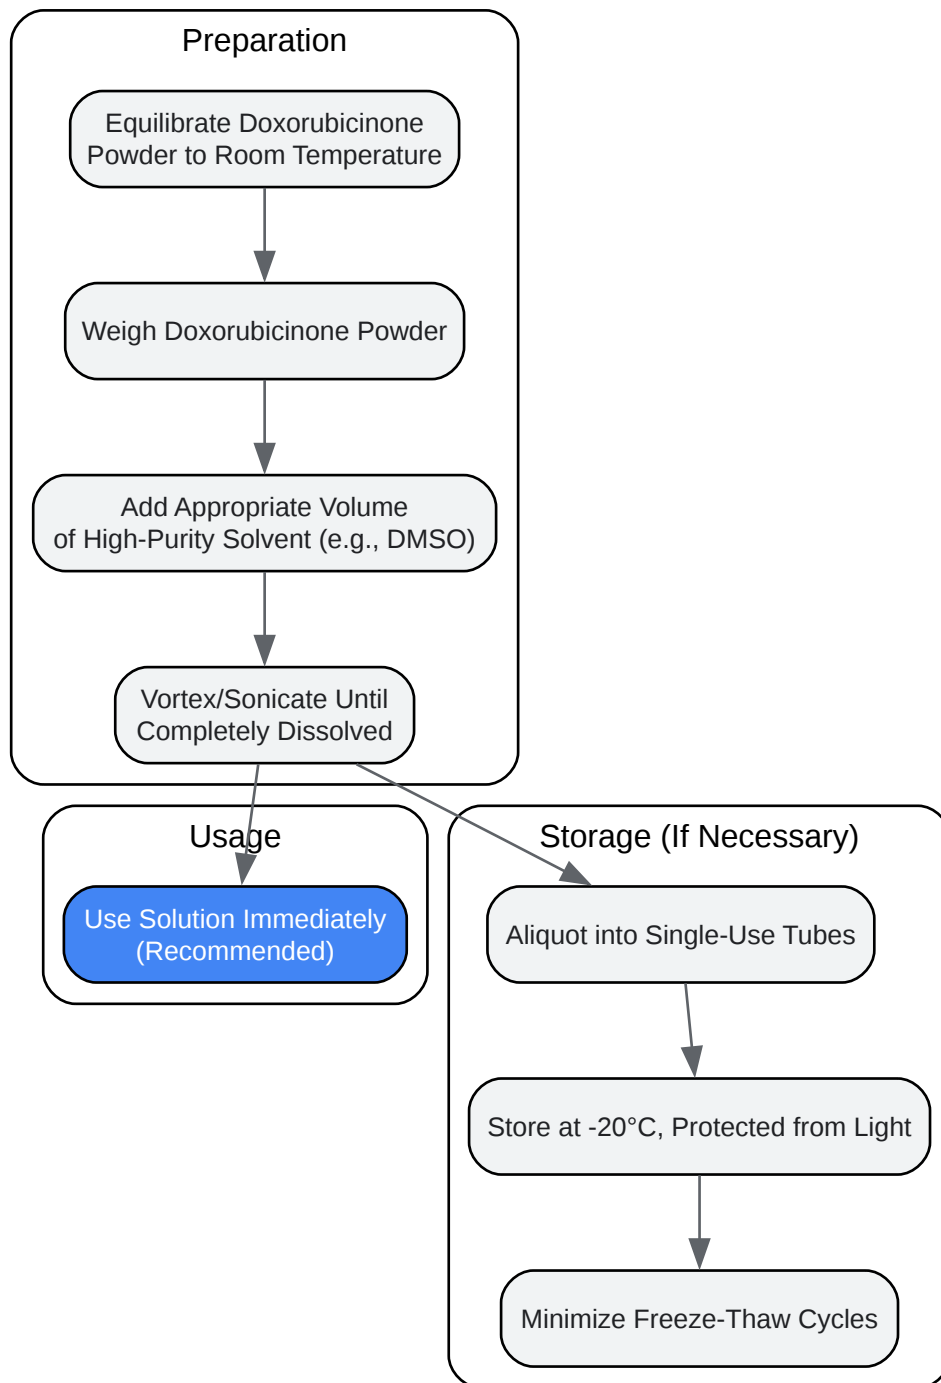 Preparation
Equilibrate Doxorubicinone
Powder to Room Temperature
Weigh Doxorubicinone Powder
Add Appropriate Volume
of High-Purity Solvent (e.g., DMSO)
Vortex/Sonicate Until
Completely Dissolved
Usage
Use Solution Immediately
(Recommended)
Storage (If Necessary)
Aliquot into Single-Use Tubes
Store at -20°C, Protected from Light
Minimize Freeze-Thaw Cycles